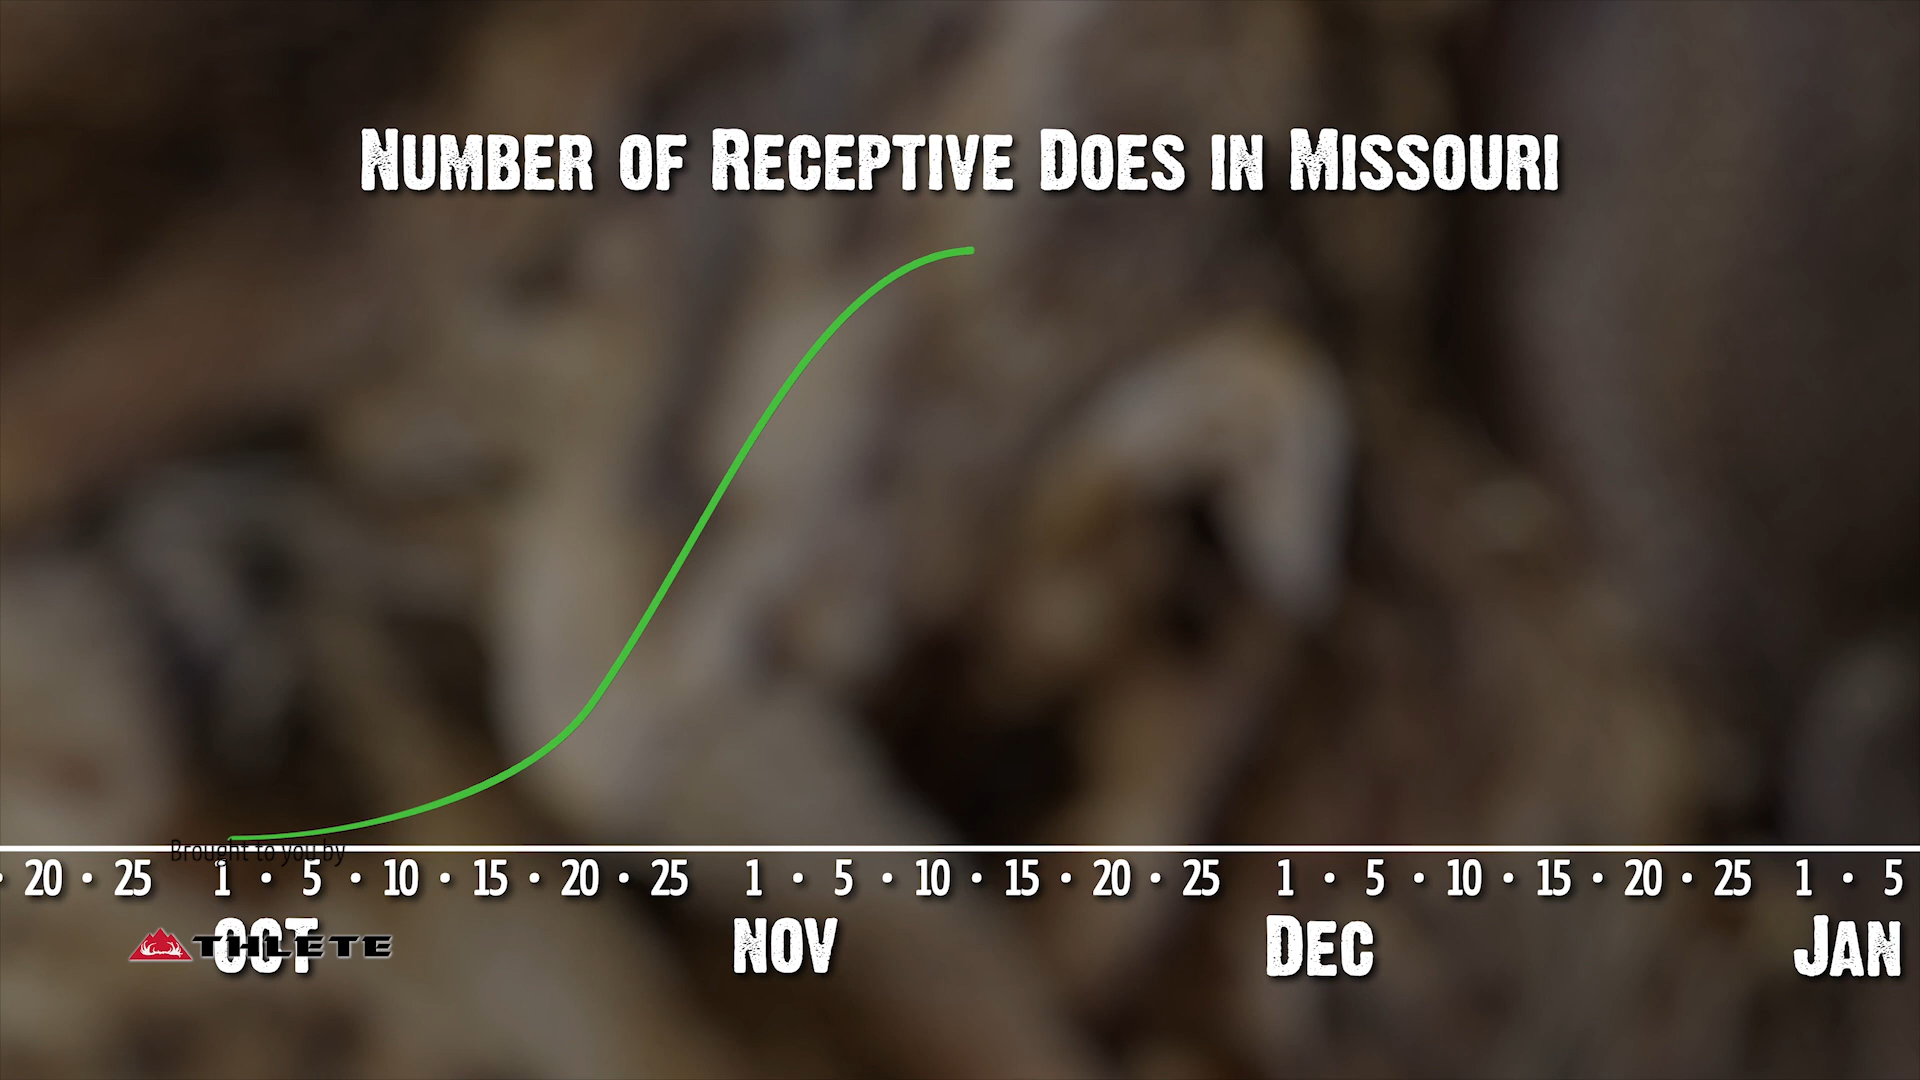 NUMBER OF RECEPTIVE DOES IN MISSOURI
Brought to you by
· 20 · 25 1 · 5 · 10 · 15 · 20 · 25 1 · 5 · 10 · 15 · 20 · 25 1 · 5 · 10 · 15 · 20 · 25 1 · 5
OCT NOV DEC JAN
THLETE